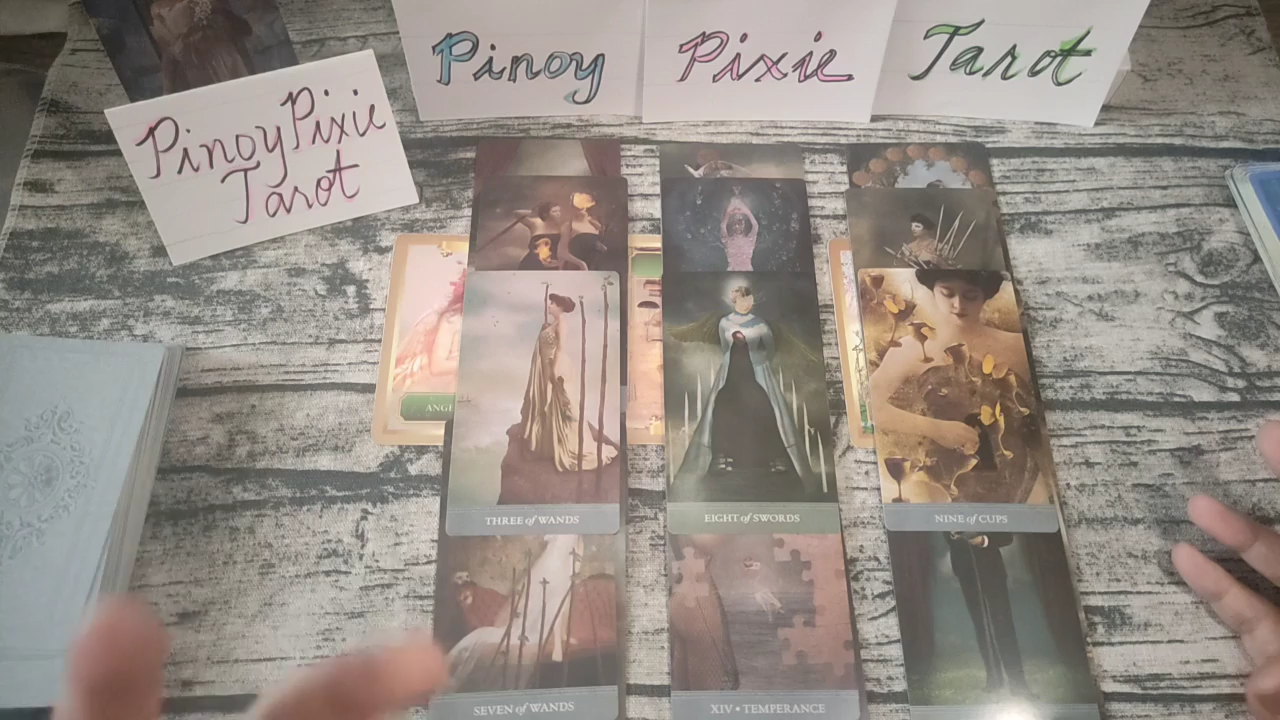 Pinoy
Pixie
Tarot
PinoyPixie
Tarot
THREE of WANDS
EIGHT of SWORDS
NINE of CUPS
SEVEN of WANDS
XIV • TEMPERANCE